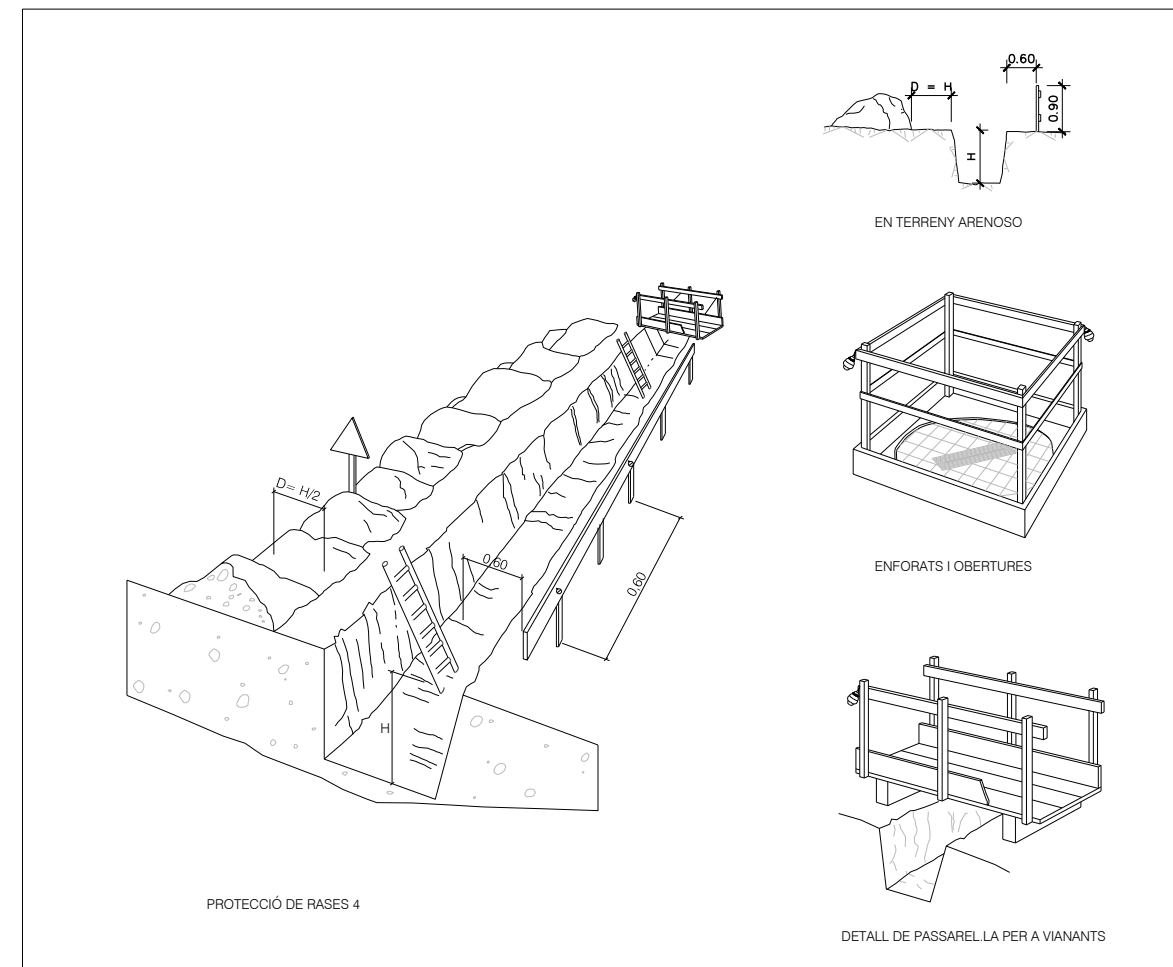 0.60
D = H
0.90
H
EN TERRENY ARENOSO
D= H/2
0.60
0.60
H
ENFORATS I OBERTURES
PROTECCIÓ DE RASES 4
DETALL DE PASSAREL.LA PER A VIANANTS